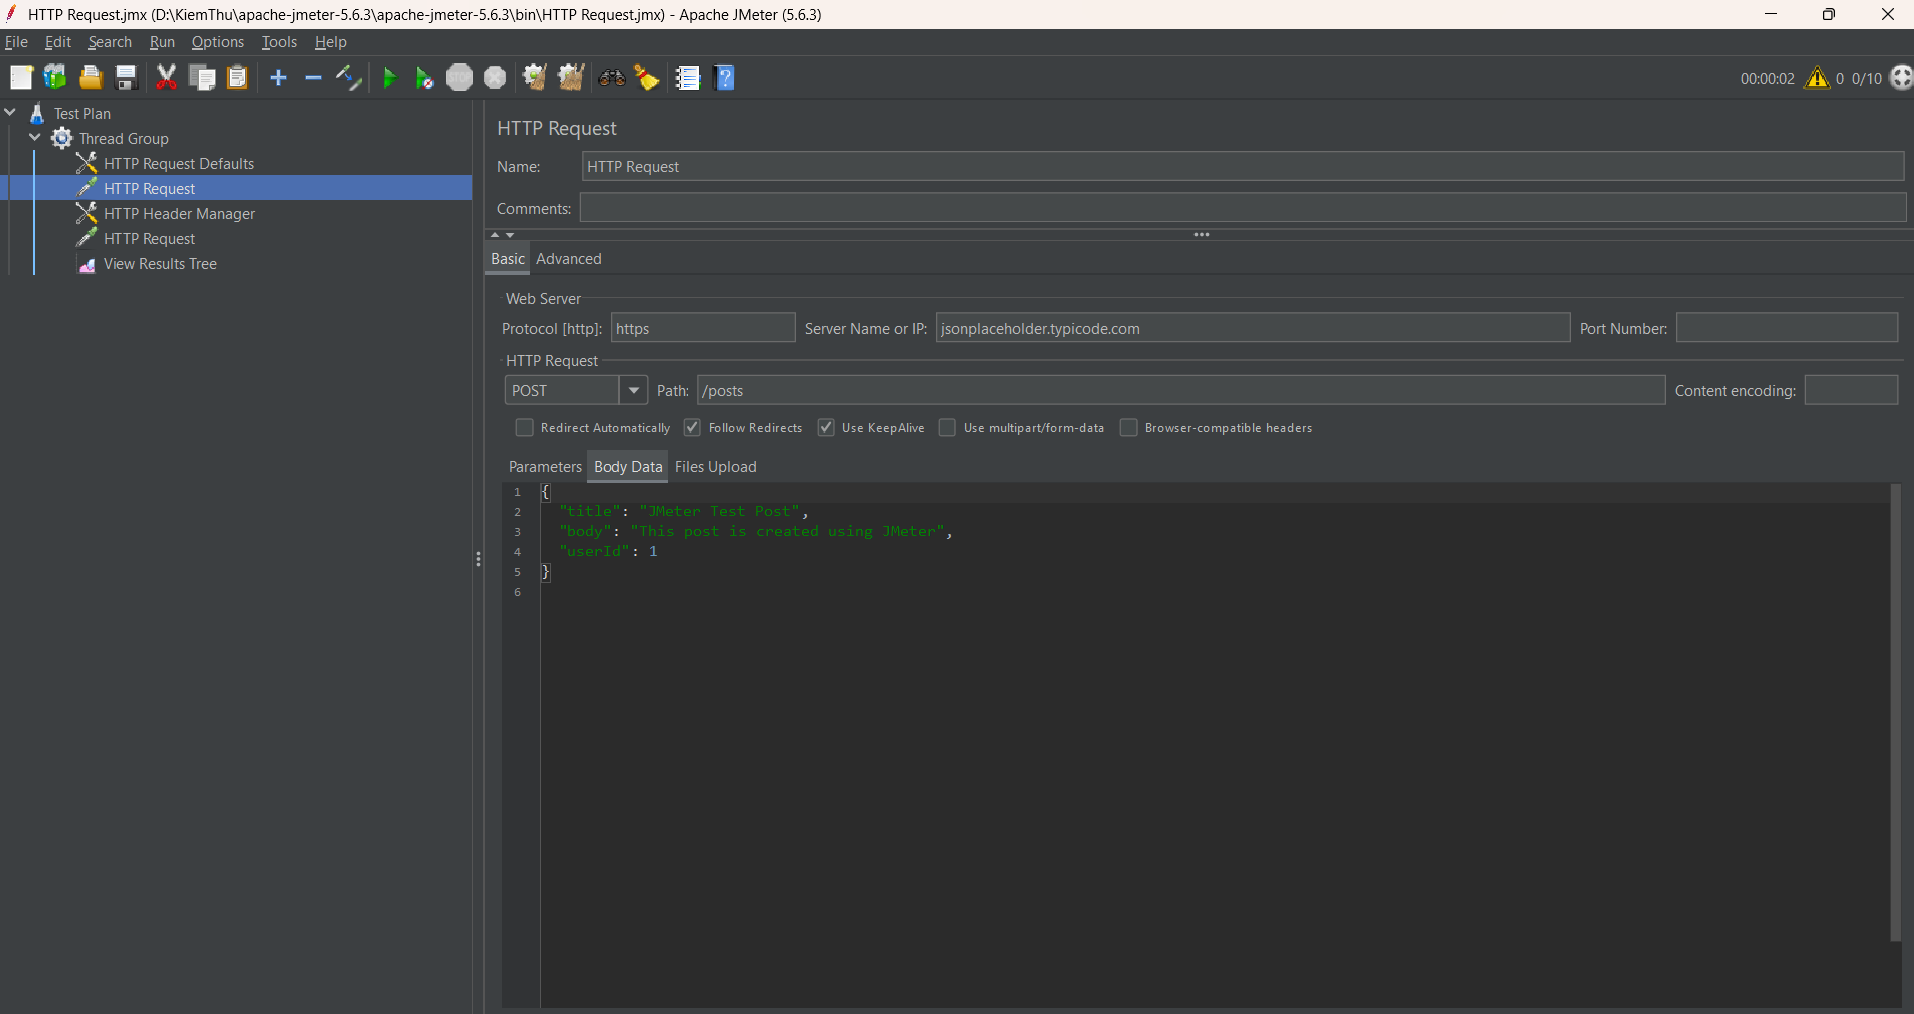 HTTP Request.jmx (D:\KiemThu\apache-jmeter-5.6.3\apache-jmeter-5.6.3\bin\HTTP Request.jmx) - Apache JMeter (5.6.3)
File Edit Search Run Options Tools Help
STOP 00:00:02 0 0/10
Test Plan
Thread Group
HTTP Request Defaults
HTTP Request
HTTP Header Manager
HTTP Request
View Results Tree
HTTP Request
Name: HTTP Request
Comments:
Basic Advanced
Web Server
Protocol [http]: https Server Name or IP: jsonplaceholder.typicode.com Port Number:
HTTP Request
POST Path: /posts Content encoding:
Redirect Automatically Follow Redirects Use KeepAlive Use multipart/form-data Browser-compatible headers
Parameters Body Data Files Upload
1 {
2 "title": "JMeter Test Post",
3 "body": "This post is created using JMeter",
4 "userId": 1
5 }
6